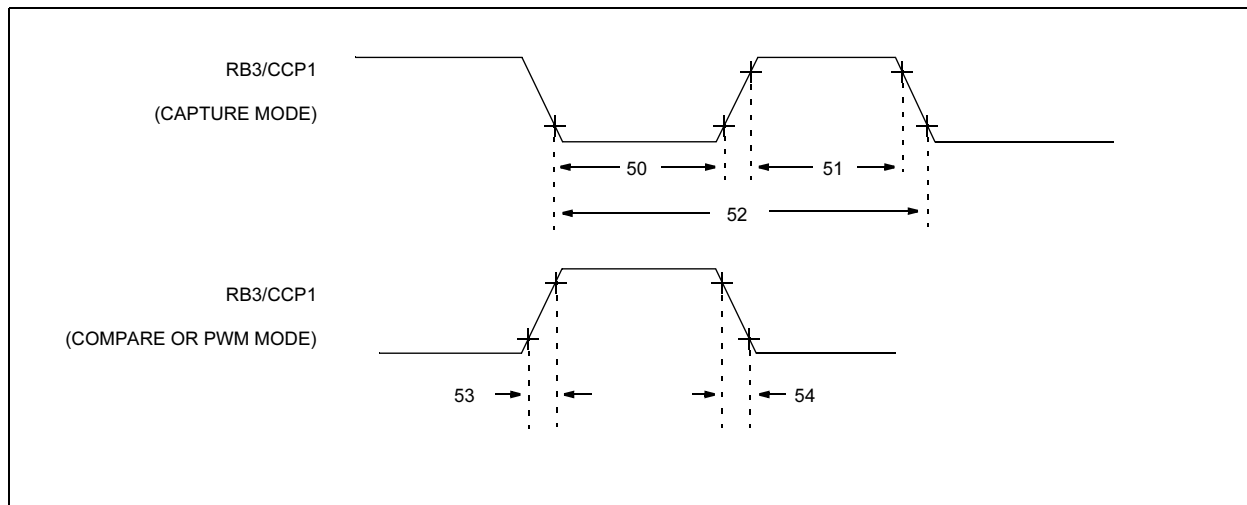 RB3/CCP1
(CAPTURE MODE)
50
51
52
RB3/CCP1
(COMPARE OR PWM MODE)
53
54